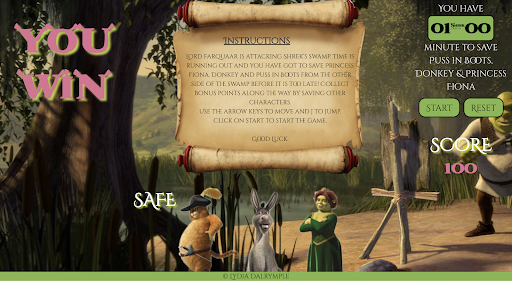 YOU
WIN
INSTRUCTIONS
LORD FARQUAAR IS ATTACKING SHREK'S SWAMP. TIME IS
RUNNING OUT AND YOU HAVE GOT TO SAVE PRINCESS
FIONA, DONKEY AND PUSS IN BOOTS FROM THE OTHER
SIDE OF THE SWAMP BEFORE IT IS TOO LATE! COLLECT
BONUS POINTS ALONG THE WAY BY SAVING OTHER
CHARACTERS.
USE THE ARROW KEYS TO MOVE AND J TO JUMP.
CLICK ON START TO START THE GAME.
GOOD LUCK
YOU HAVE
01 00
MINUTE TO SAVE
PUSS IN BOOTS,
DONKEY & PRINCESS
FIONA
START RESET
SCORE
100
SAFE
© LYDIA DALRYMPLE